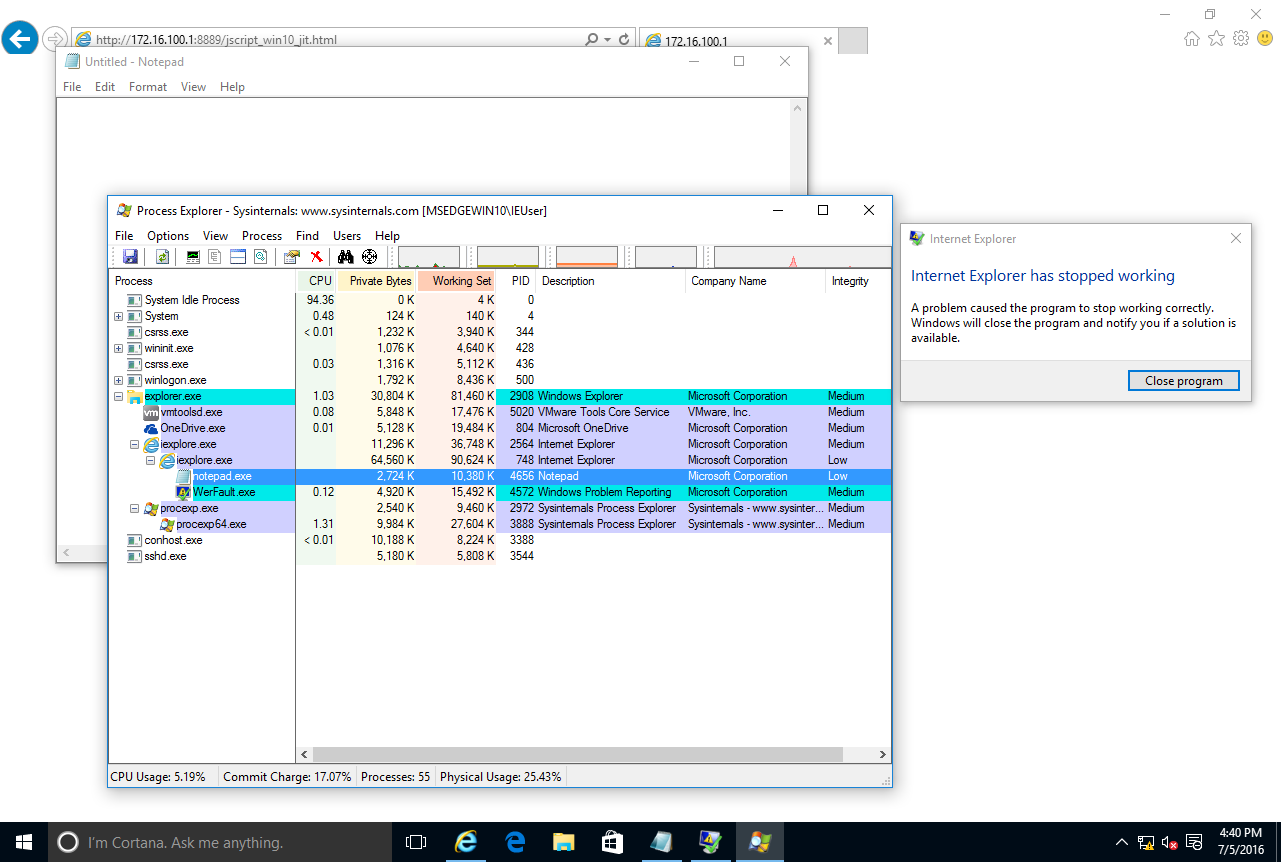 http://172.16.100.1:8889/jscript_win10_jit.html
172.16.100.1
Untitled - Notepad
File Edit Format View Help
Process Explorer - Sysinternals: www.sysinternals.com [MSEDGEWIN10\IEUser]
File Options View Process Find Users Help
Process CPU Private Bytes Working Set PID Description Company Name Integrity
System Idle Process 94.36 0 K 4 K 0
System 0.48 124 K 140 K 4
csrss.exe < 0.01 1,232 K 3,940 K 344
wininit.exe 1,076 K 4,640 K 428
csrss.exe 0.03 1,316 K 5,112 K 436
winlogon.exe 1,792 K 8,436 K 500
explorer.exe 1.03 30,804 K 81,460 K 2908 Windows Explorer Microsoft Corporation Medium
vm vmtoolsd.exe 0.08 5,848 K 17,476 K 5020 VMware Tools Core Service VMware, Inc. Medium
OneDrive.exe 0.01 5,128 K 19,484 K 804 Microsoft OneDrive Microsoft Corporation Medium
iexplore.exe 11,296 K 36,748 K 2564 Internet Explorer Microsoft Corporation Medium
iexplore.exe 64,560 K 90,624 K 748 Internet Explorer Microsoft Corporation Low
notepad.exe 2,724 K 10,380 K 4656 Notepad Microsoft Corporation Low
WerFault.exe 0.12 4,920 K 15,492 K 4572 Windows Problem Reporting Microsoft Corporation Medium
procexp.exe 2,540 K 9,460 K 2972 Sysinternals Process Explorer Sysinternals - www.sysinter... Medium
procexp64.exe 1.31 9,984 K 27,604 K 3888 Sysinternals Process Explorer Sysinternals - www.sysinter... Medium
conhost.exe < 0.01 10,188 K 8,224 K 3388
sshd.exe 5,180 K 5,808 K 3544
CPU Usage: 5.19% Commit Charge: 17.07% Processes: 55 Physical Usage: 25.43%
Internet Explorer
Internet Explorer has stopped working
A problem caused the program to stop working correctly.
Windows will close the program and notify you if a solution is
available.
Close program
I'm Cortana. Ask me anything.
4:40 PM
7/5/2016